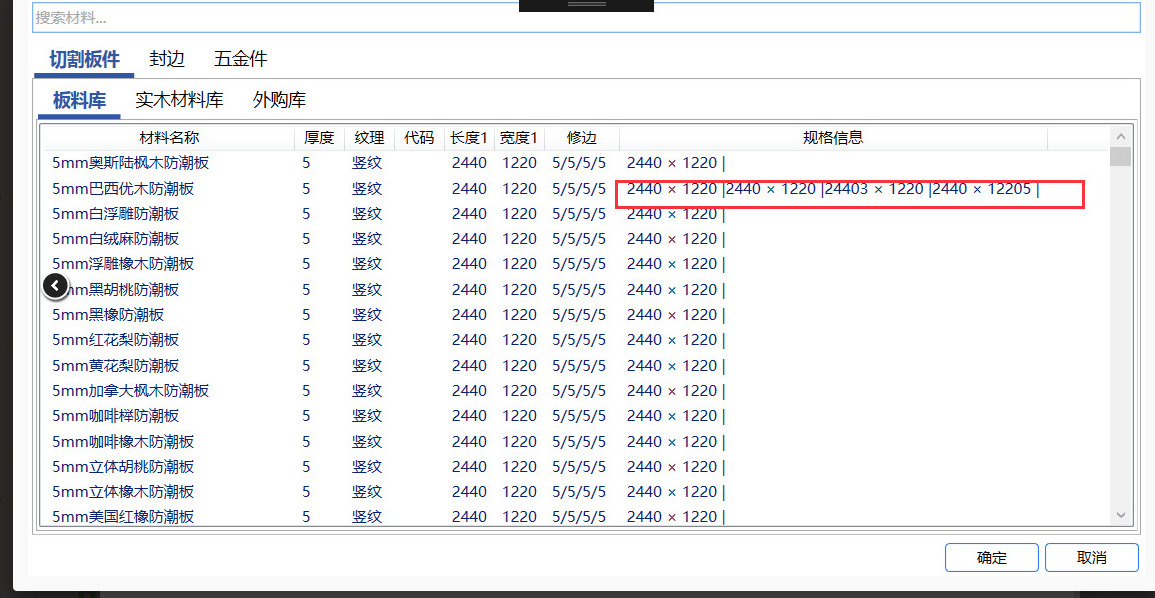 搜索材料...
切割板件 封边 五金件
板料库 实木材料库 外购库
材料名称 厚度 纹理 代码 长度1 宽度1 修边 规格信息
5mm奥斯陆枫木防潮板 5 竖纹 2440 1220 5/5/5/5 2440 × 1220 |
5mm巴西优木防潮板 5 竖纹 2440 1220 5/5/5/5 2440 × 1220 |2440 × 1220 |24403 × 1220 |2440 × 12205 |
5mm白浮雕防潮板 5 竖纹 2440 1220 5/5/5/5 2440 × 1220 |
5mm白绒麻防潮板 5 竖纹 2440 1220 5/5/5/5 2440 × 1220 |
5mm浮雕橡木防潮板 5 竖纹 2440 1220 5/5/5/5 2440 × 1220 |
mm黑胡桃防潮板 5 竖纹 2440 1220 5/5/5/5 2440 × 1220 |
5mm黑橡防潮板 5 竖纹 2440 1220 5/5/5/5 2440 × 1220 |
5mm红花梨防潮板 5 竖纹 2440 1220 5/5/5/5 2440 × 1220 |
5mm黄花梨防潮板 5 竖纹 2440 1220 5/5/5/5 2440 × 1220 |
5mm加拿大枫木防潮板 5 竖纹 2440 1220 5/5/5/5 2440 × 1220 |
5mm咖啡榉防潮板 5 竖纹 2440 1220 5/5/5/5 2440 × 1220 |
5mm咖啡橡木防潮板 5 竖纹 2440 1220 5/5/5/5 2440 × 1220 |
5mm立体胡桃防潮板 5 竖纹 2440 1220 5/5/5/5 2440 × 1220 |
5mm立体橡木防潮板 5 竖纹 2440 1220 5/5/5/5 2440 × 1220 |
5mm美国红橡防潮板 5 竖纹 2440 1220 5/5/5/5 2440 × 1220 |
确定 取消